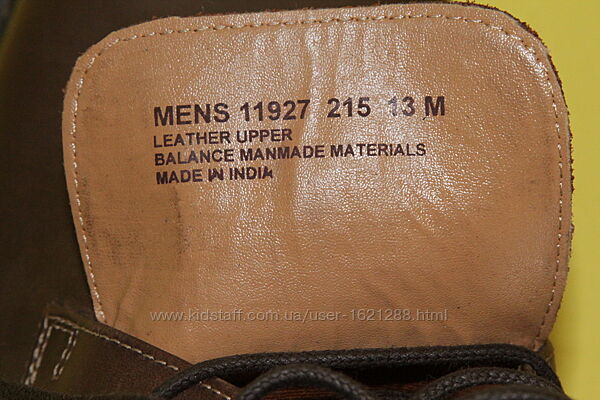 MENS 11927 215 13 M
LEATHER UPPER
BALANCE MANMADE MATERIALS
MADE IN INDIA
www.kidstaff.com.ua/user-1621288.html